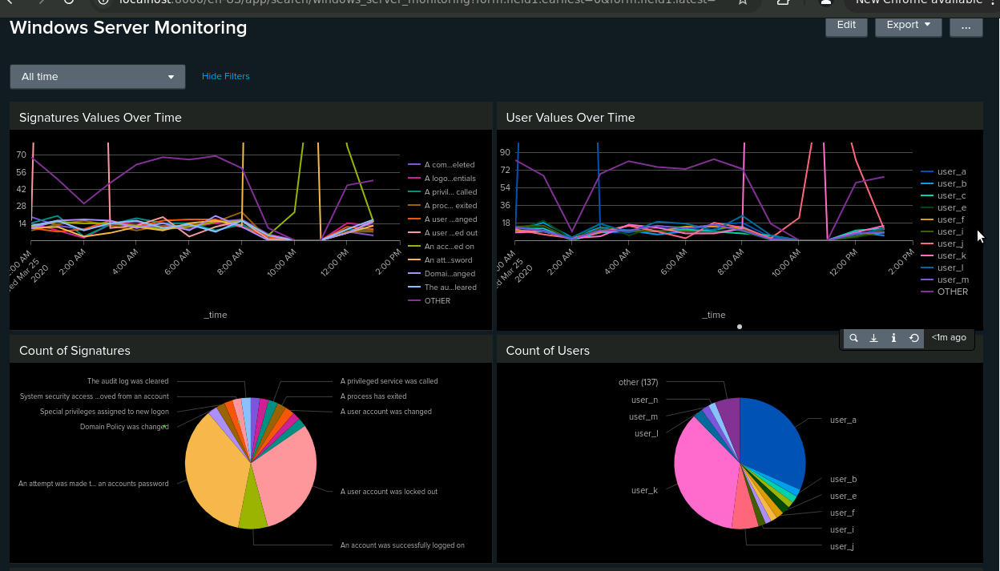 localhost:8000/en-US/app/search/windows_server_monitoring?form.field1.earliest=0&form.field1.latest=
New Chrome available
Windows Server Monitoring
Edit
Export
...
All time
Hide Filters
Signatures Values Over Time
70
56
42
28
14
:00 AM
ed Mar 25
2020
2:00 AM
4:00 AM
6:00 AM
8:00 AM
10:00 AM
12:00 PM
2:00 PM
_time
A com...eleted
A logo...entials
A privil... called
A proc... exited
A user ...anged
A user ...ed out
An acc...ed on
An att...sword
Domai...anged
The au...leared
OTHER
User Values Over Time
90
72
54
36
18
:00 AM
d Mar 25
2020
2:00 AM
4:00 AM
6:00 AM
8:00 AM
10:00 AM
12:00 PM
2:00 PM
_time
user_a
user_b
user_c
user_e
user_f
user_i
user_j
user_k
user_l
user_m
OTHER
<1m ago
Count of Signatures
The audit log was cleared
System security access ...oved from an account
Special privileges assigned to new logon
Domain Policy was changed
An attempt was made t... an accounts password
A privileged service was called
A process has exited
A user account was changed
A user account was locked out
An account was successfully logged on
Count of Users
other (137)
user_n
user_m
user_l
user_k
user_a
user_b
user_e
user_f
user_i
user_j